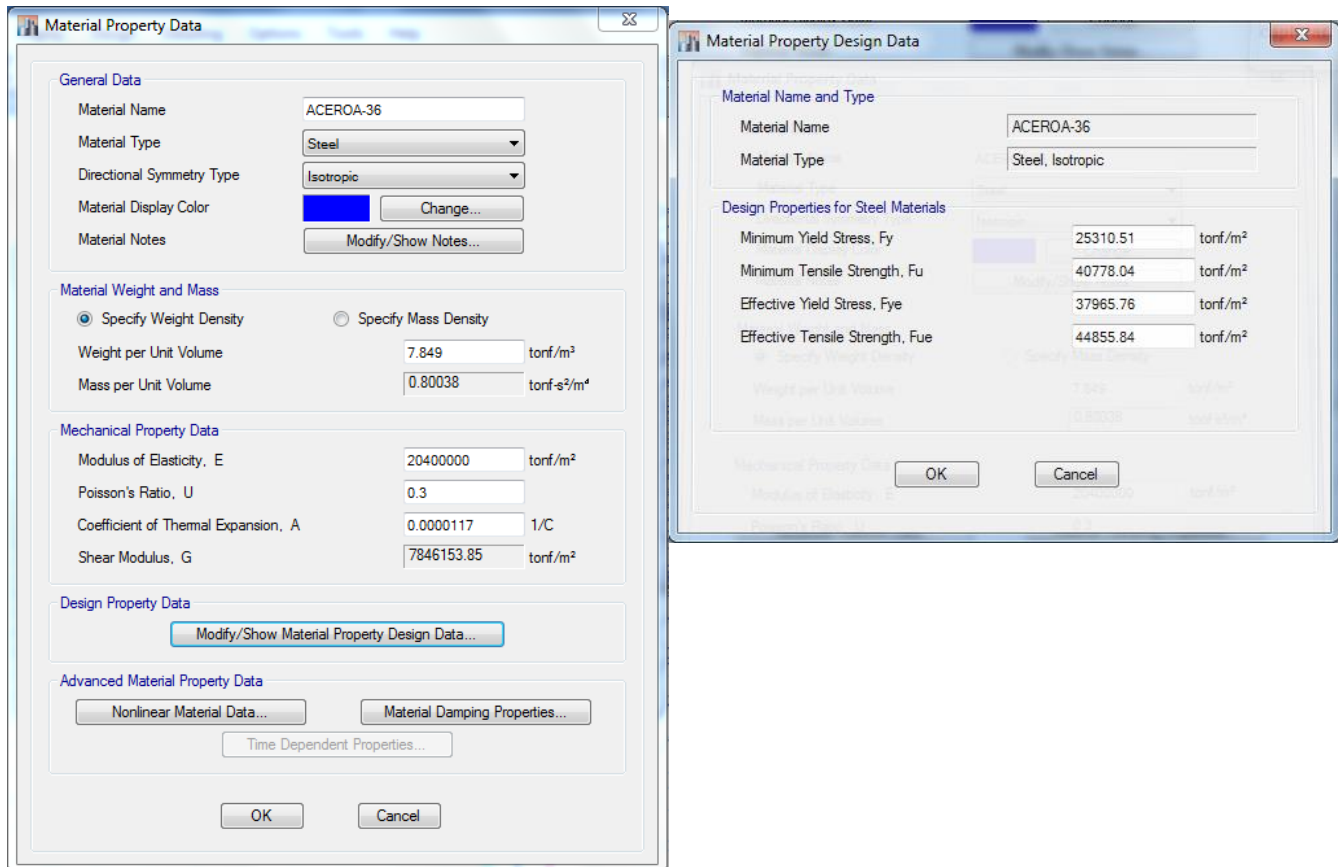 Material Property Data
General Data
Material Name ACEROA-36
Material Type Steel
Directional Symmetry Type Isotropic
Material Display Color Change...
Material Notes Modify/Show Notes...
Material Weight and Mass
Specify Weight Density Specify Mass Density
Weight per Unit Volume 7.849 tonf/m³
Mass per Unit Volume 0.80038 tonf-s²/m⁴
Mechanical Property Data
Modulus of Elasticity, E 20400000 tonf/m²
Poisson's Ratio, U 0.3
Coefficient of Thermal Expansion, A 0.0000117 1/C
Shear Modulus, G 7846153.85 tonf/m²
Design Property Data
Modify/Show Material Property Design Data...
Advanced Material Property Data
Nonlinear Material Data... Material Damping Properties...
Time Dependent Properties...
OK Cancel
Material Property Design Data
Material Name and Type
Material Name ACEROA-36
Material Type Steel, Isotropic
Design Properties for Steel Materials
Minimum Yield Stress, Fy 25310.51 tonf/m²
Minimum Tensile Strength, Fu 40778.04 tonf/m²
Effective Yield Stress, Fye 37965.76 tonf/m²
Effective Tensile Strength, Fue 44855.84 tonf/m²
OK Cancel